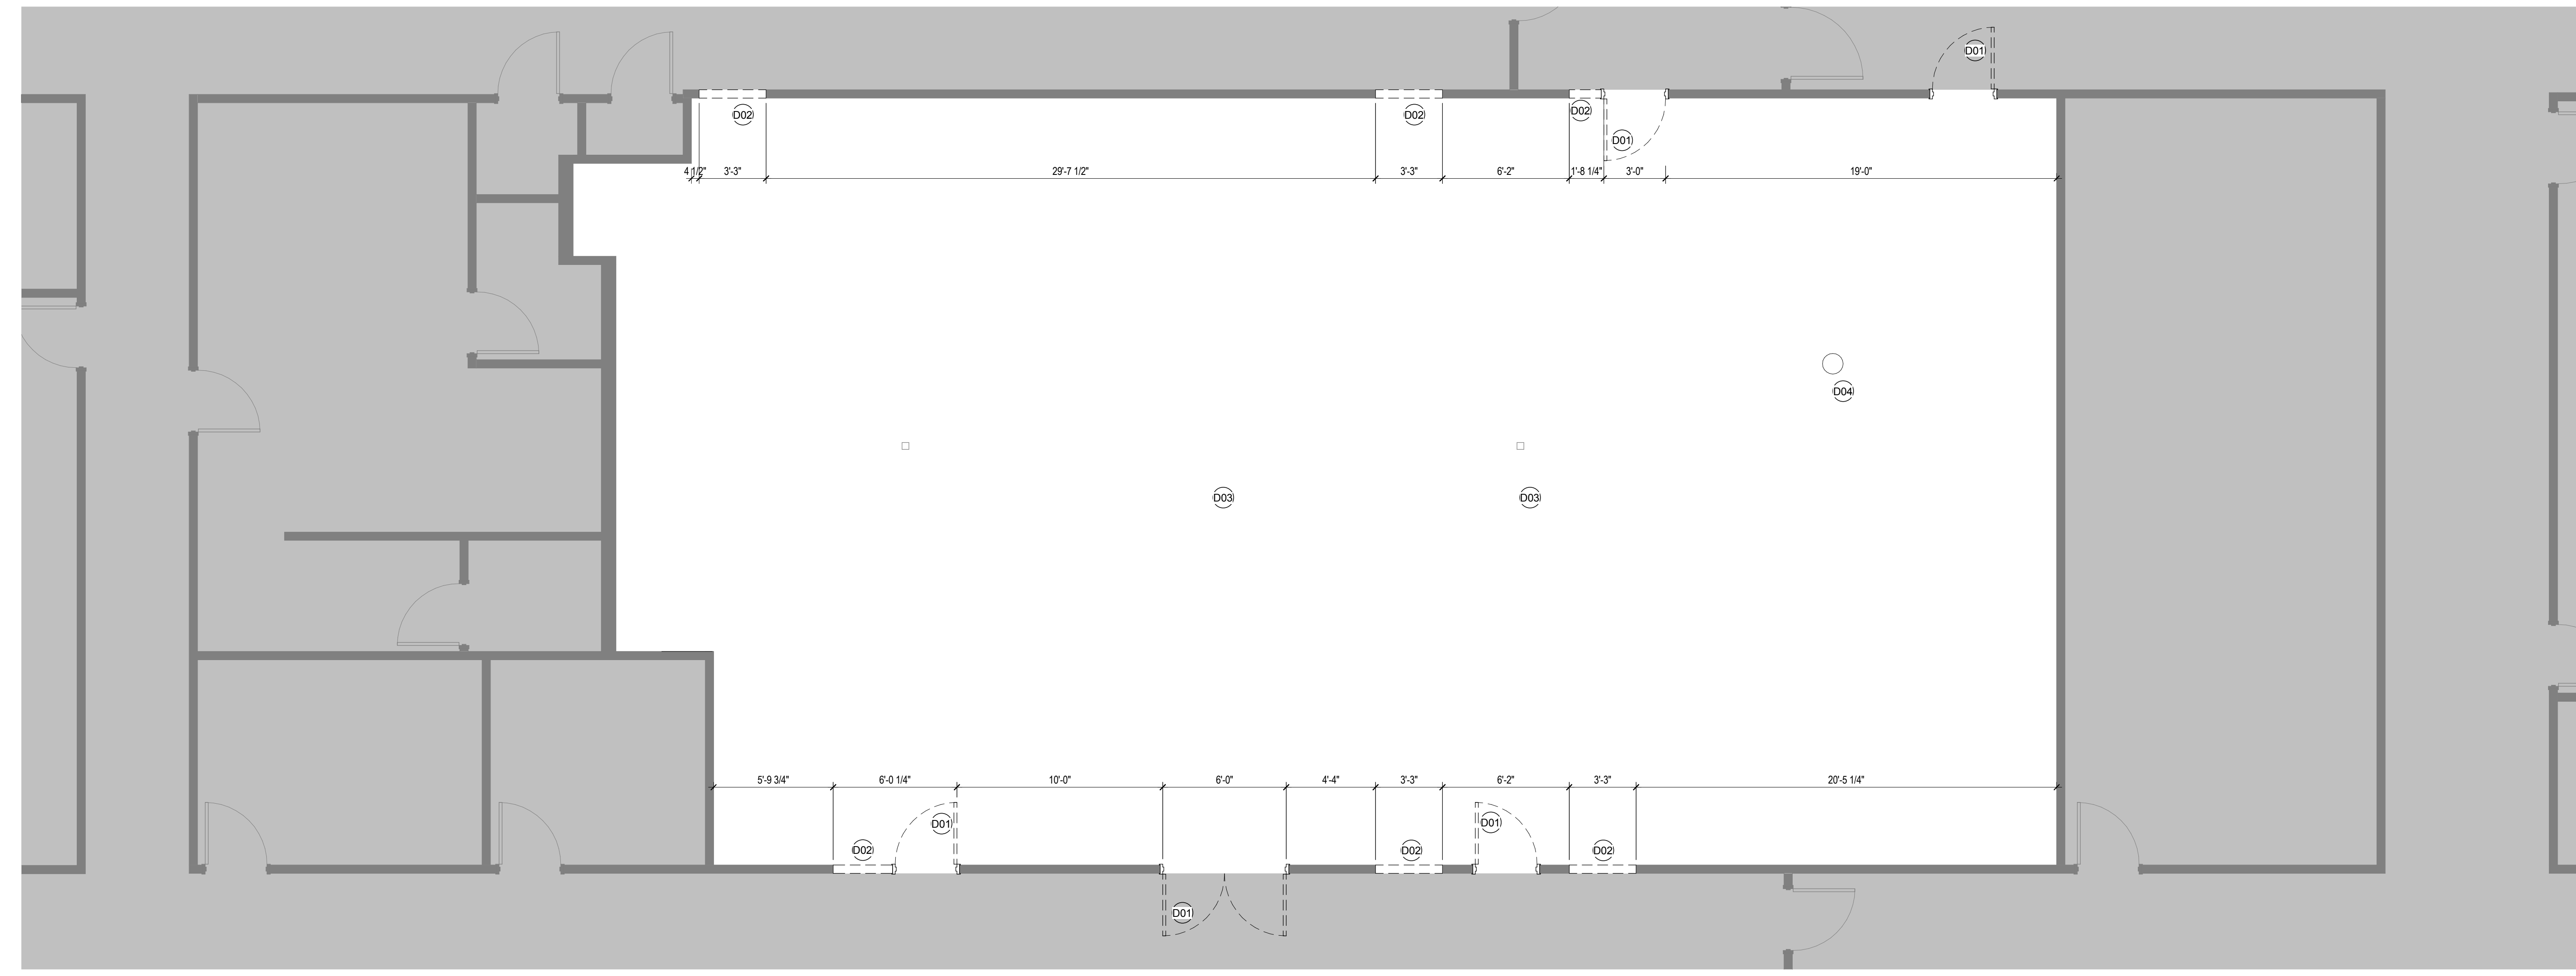 D01
D02
D02
D02
D01
4 1/2"
3'-3"
29'-7 1/2"
3'-3"
6'-2"
1'-8 1/4"
3'-0"
19'-0"
D04
D03
D03
5'-9 3/4"
6'-0 1/4"
10'-0"
6'-0"
4'-4"
3'-3"
6'-2"
3'-3"
20'-5 1/4"
D01
D01
D02
D02
D02
D01